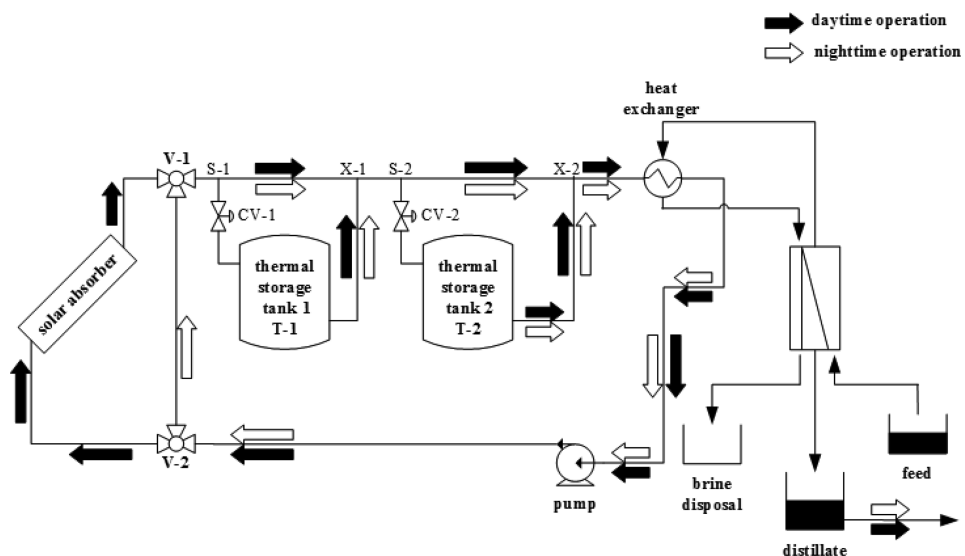 daytime operation
nighttime operation
heat
exchanger
V-1
S-1
X-1
S-2
X-2
CV-1
CV-2
solar absorber
thermal
storage
tank 1
T-1
thermal
storage
tank 2
T-2
V-2
pump
brine
disposal
feed
distillate